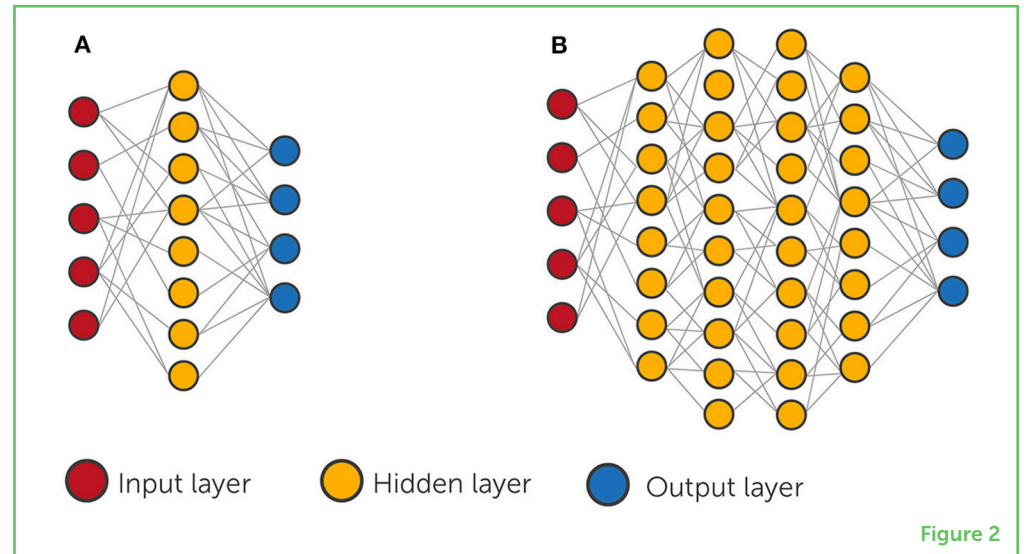 A
B
Input layer
Hidden layer
Output layer
Figure 2